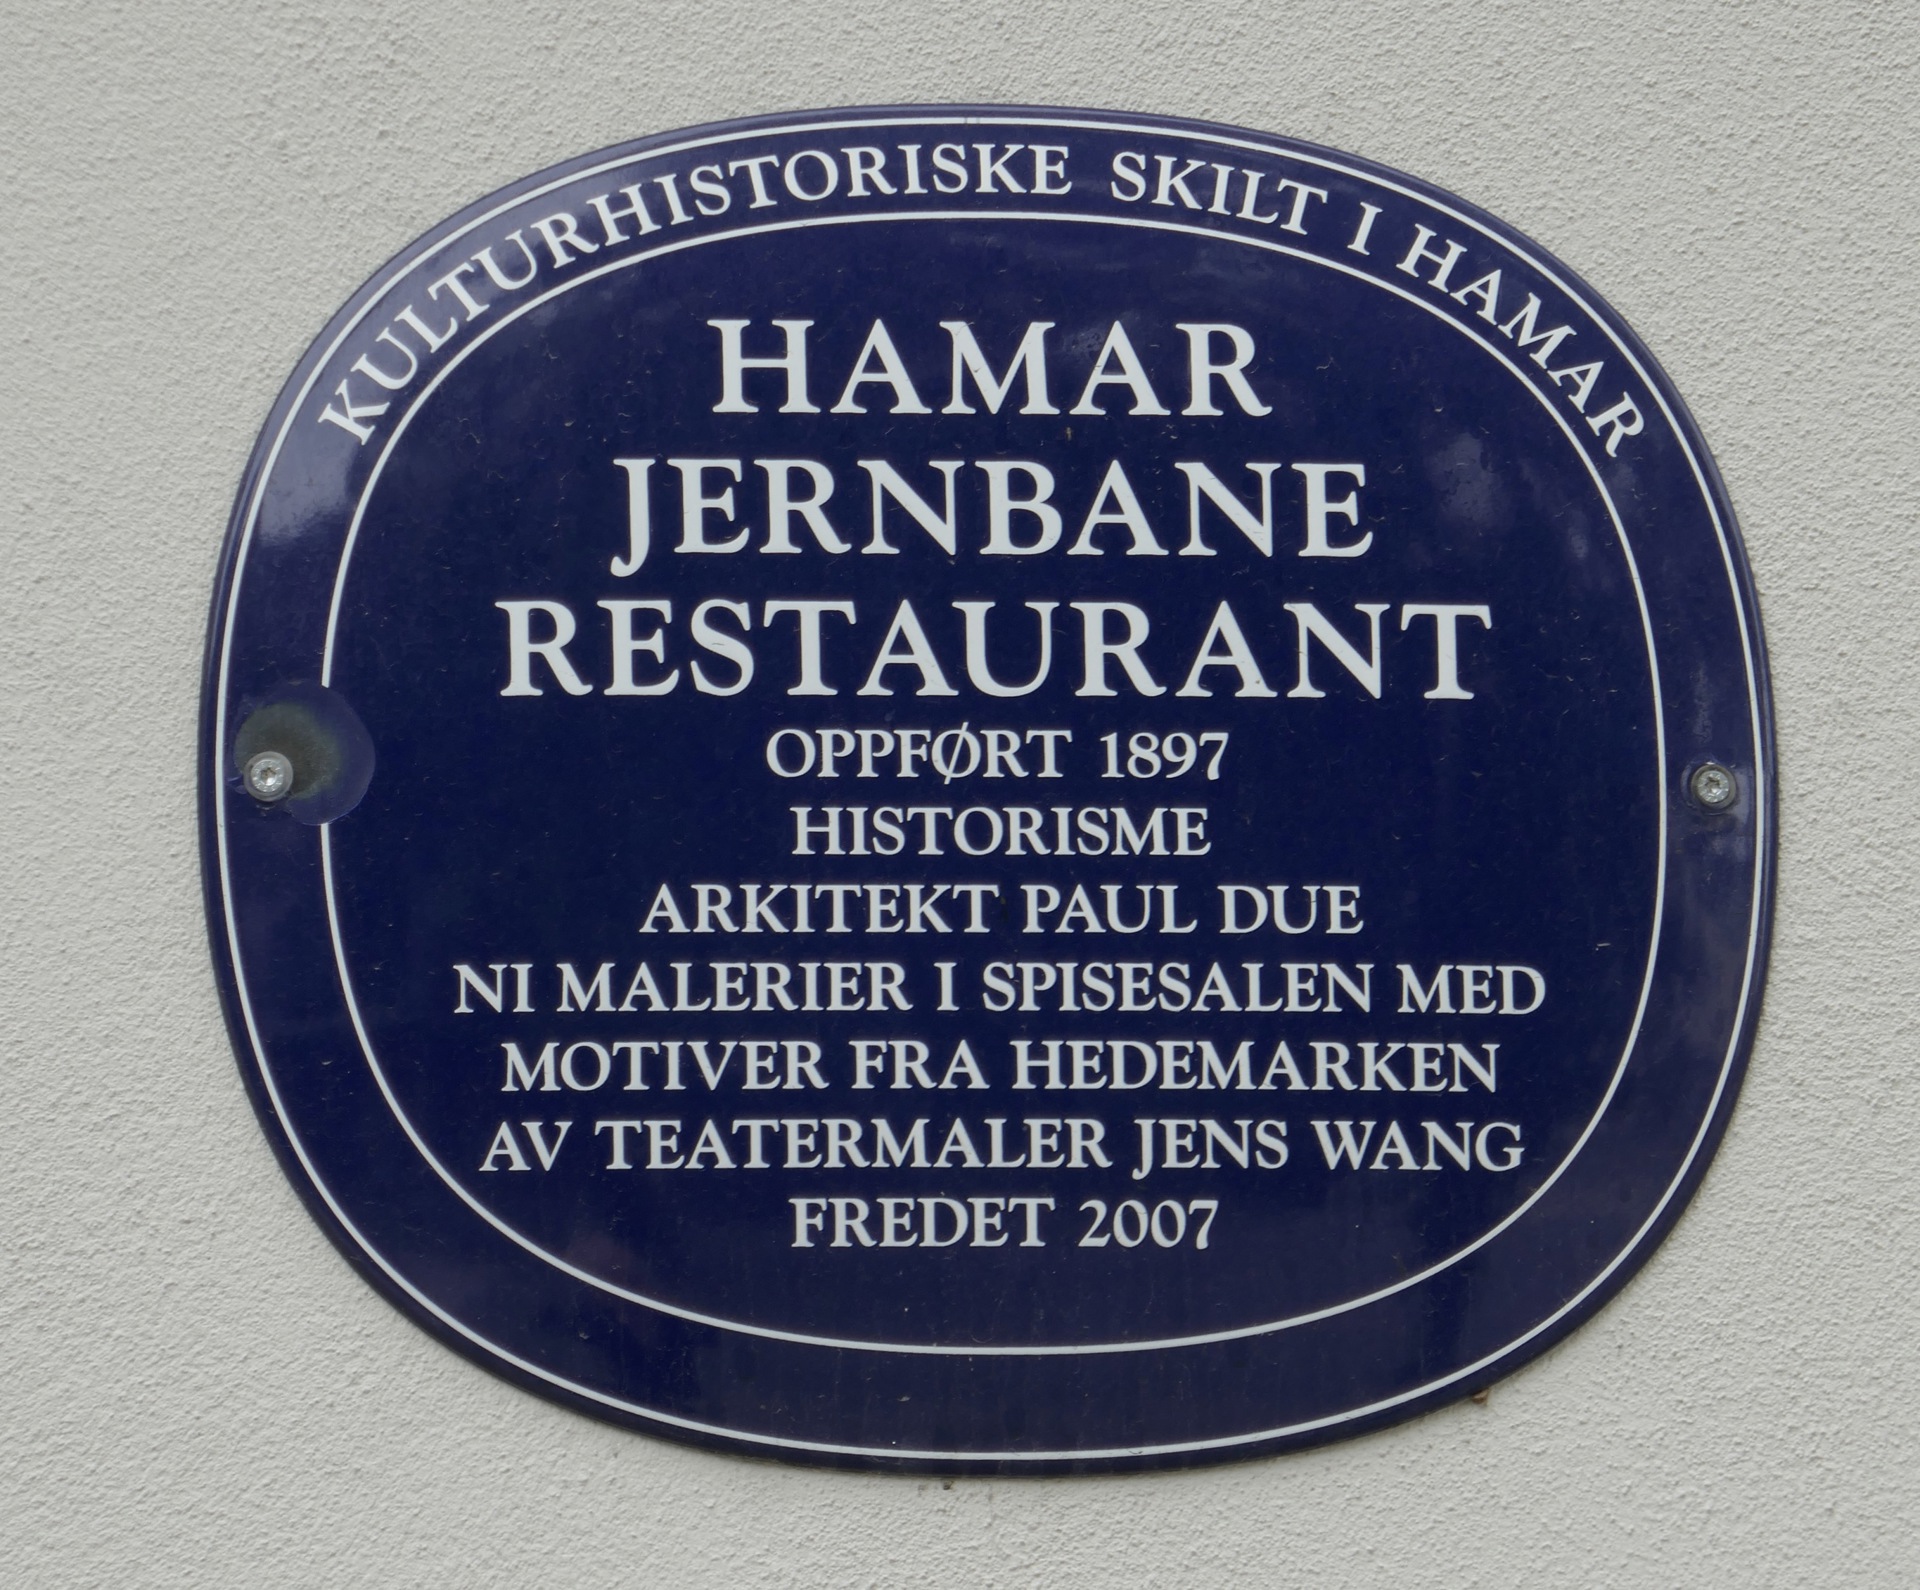 KULTURHISTORISKE SKILT I HAMAR
HAMAR
JERNBANE
RESTAURANT
OPPFØRT 1897
HISTORISME
ARKITEKT PAUL DUE
NI MALERIER I SPISESALEN MED
MOTIVER FRA HEDEMARKEN
AV TEATERMALER JENS WANG
FREDET 2007